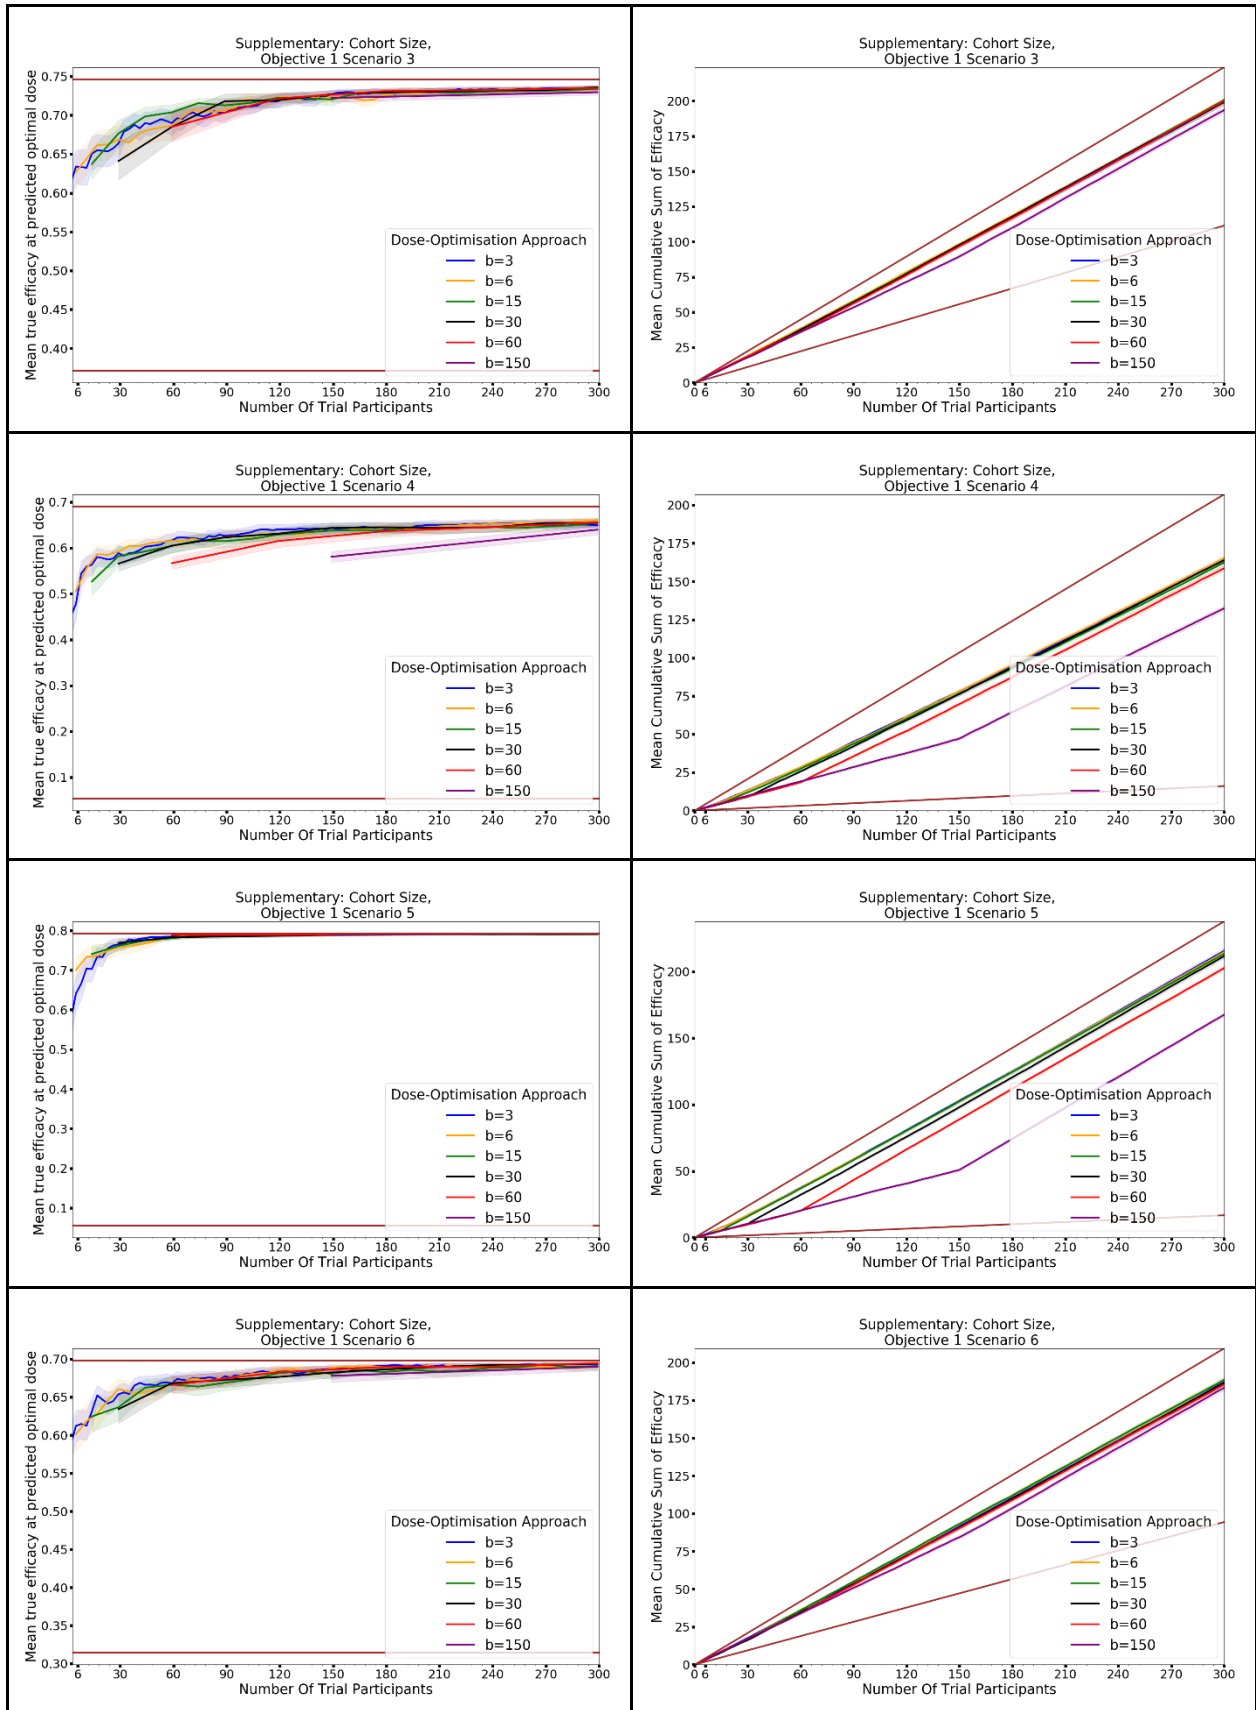 Supplementary: Cohort Size,
Objective 1 Scenario 3
Mean true efficacy at predicted optimal dose
0.75
0.70
0.65
0.60
0.55
0.50
0.45
0.40
Dose-Optimisation Approach
b=3
b=6
b=15
b=30
b=60
b=150
6 30 60 90 120 150 180 210 240 270 300
Number Of Trial Participants
Supplementary: Cohort Size,
Objective 1 Scenario 3
Mean Cumulative Sum of Efficacy
200
175
150
125
100
75
50
25
0
Dose-Optimisation Approach
b=3
b=6
b=15
b=30
b=60
b=150
0 6 30 60 90 120 150 180 210 240 270 300
Number Of Trial Participants
Supplementary: Cohort Size,
Objective 1 Scenario 4
Mean true efficacy at predicted optimal dose
0.7
0.6
0.5
0.4
0.3
0.2
0.1
Dose-Optimisation Approach
b=3
b=6
b=15
b=30
b=60
b=150
6 30 60 90 120 150 180 210 240 270 300
Number Of Trial Participants
Supplementary: Cohort Size,
Objective 1 Scenario 4
Mean Cumulative Sum of Efficacy
200
175
150
125
100
75
50
25
0
Dose-Optimisation Approach
b=3
b=6
b=15
b=30
b=60
b=150
0 6 30 60 90 120 150 180 210 240 270 300
Number Of Trial Participants
Supplementary: Cohort Size,
Objective 1 Scenario 5
Mean true efficacy at predicted optimal dose
0.8
0.7
0.6
0.5
0.4
0.3
0.2
0.1
Dose-Optimisation Approach
b=3
b=6
b=15
b=30
b=60
b=150
6 30 60 90 120 150 180 210 240 270 300
Number Of Trial Participants
Supplementary: Cohort Size,
Objective 1 Scenario 5
Mean Cumulative Sum of Efficacy
200
150
100
50
0
Dose-Optimisation Approach
b=3
b=6
b=15
b=30
b=60
b=150
0 6 30 60 90 120 150 180 210 240 270 300
Number Of Trial Participants
Supplementary: Cohort Size,
Objective 1 Scenario 6
Mean true efficacy at predicted optimal dose
0.70
0.65
0.60
0.55
0.50
0.45
0.40
0.35
0.30
Dose-Optimisation Approach
b=3
b=6
b=15
b=30
b=60
b=150
6 30 60 90 120 150 180 210 240 270 300
Number Of Trial Participants
Supplementary: Cohort Size,
Objective 1 Scenario 6
Mean Cumulative Sum of Efficacy
200
175
150
125
100
75
50
25
0
Dose-Optimisation Approach
b=3
b=6
b=15
b=30
b=60
b=150
0 6 30 60 90 120 150 180 210 240 270 300
Number Of Trial Participants